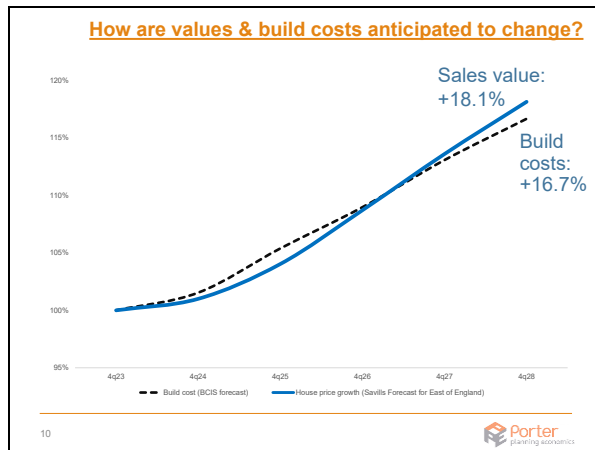 How are values & build costs anticipated to change?
120%
Sales value:
+18.1%
115%
Build
costs:
+16.7%
110%
105%
100%
95%
4q23 4q24 4q25 4q26 4q27 4q28
Build cost (BCIS forecast) House price growth (Savills Forecast for East of England)
10
Porter
planning economics